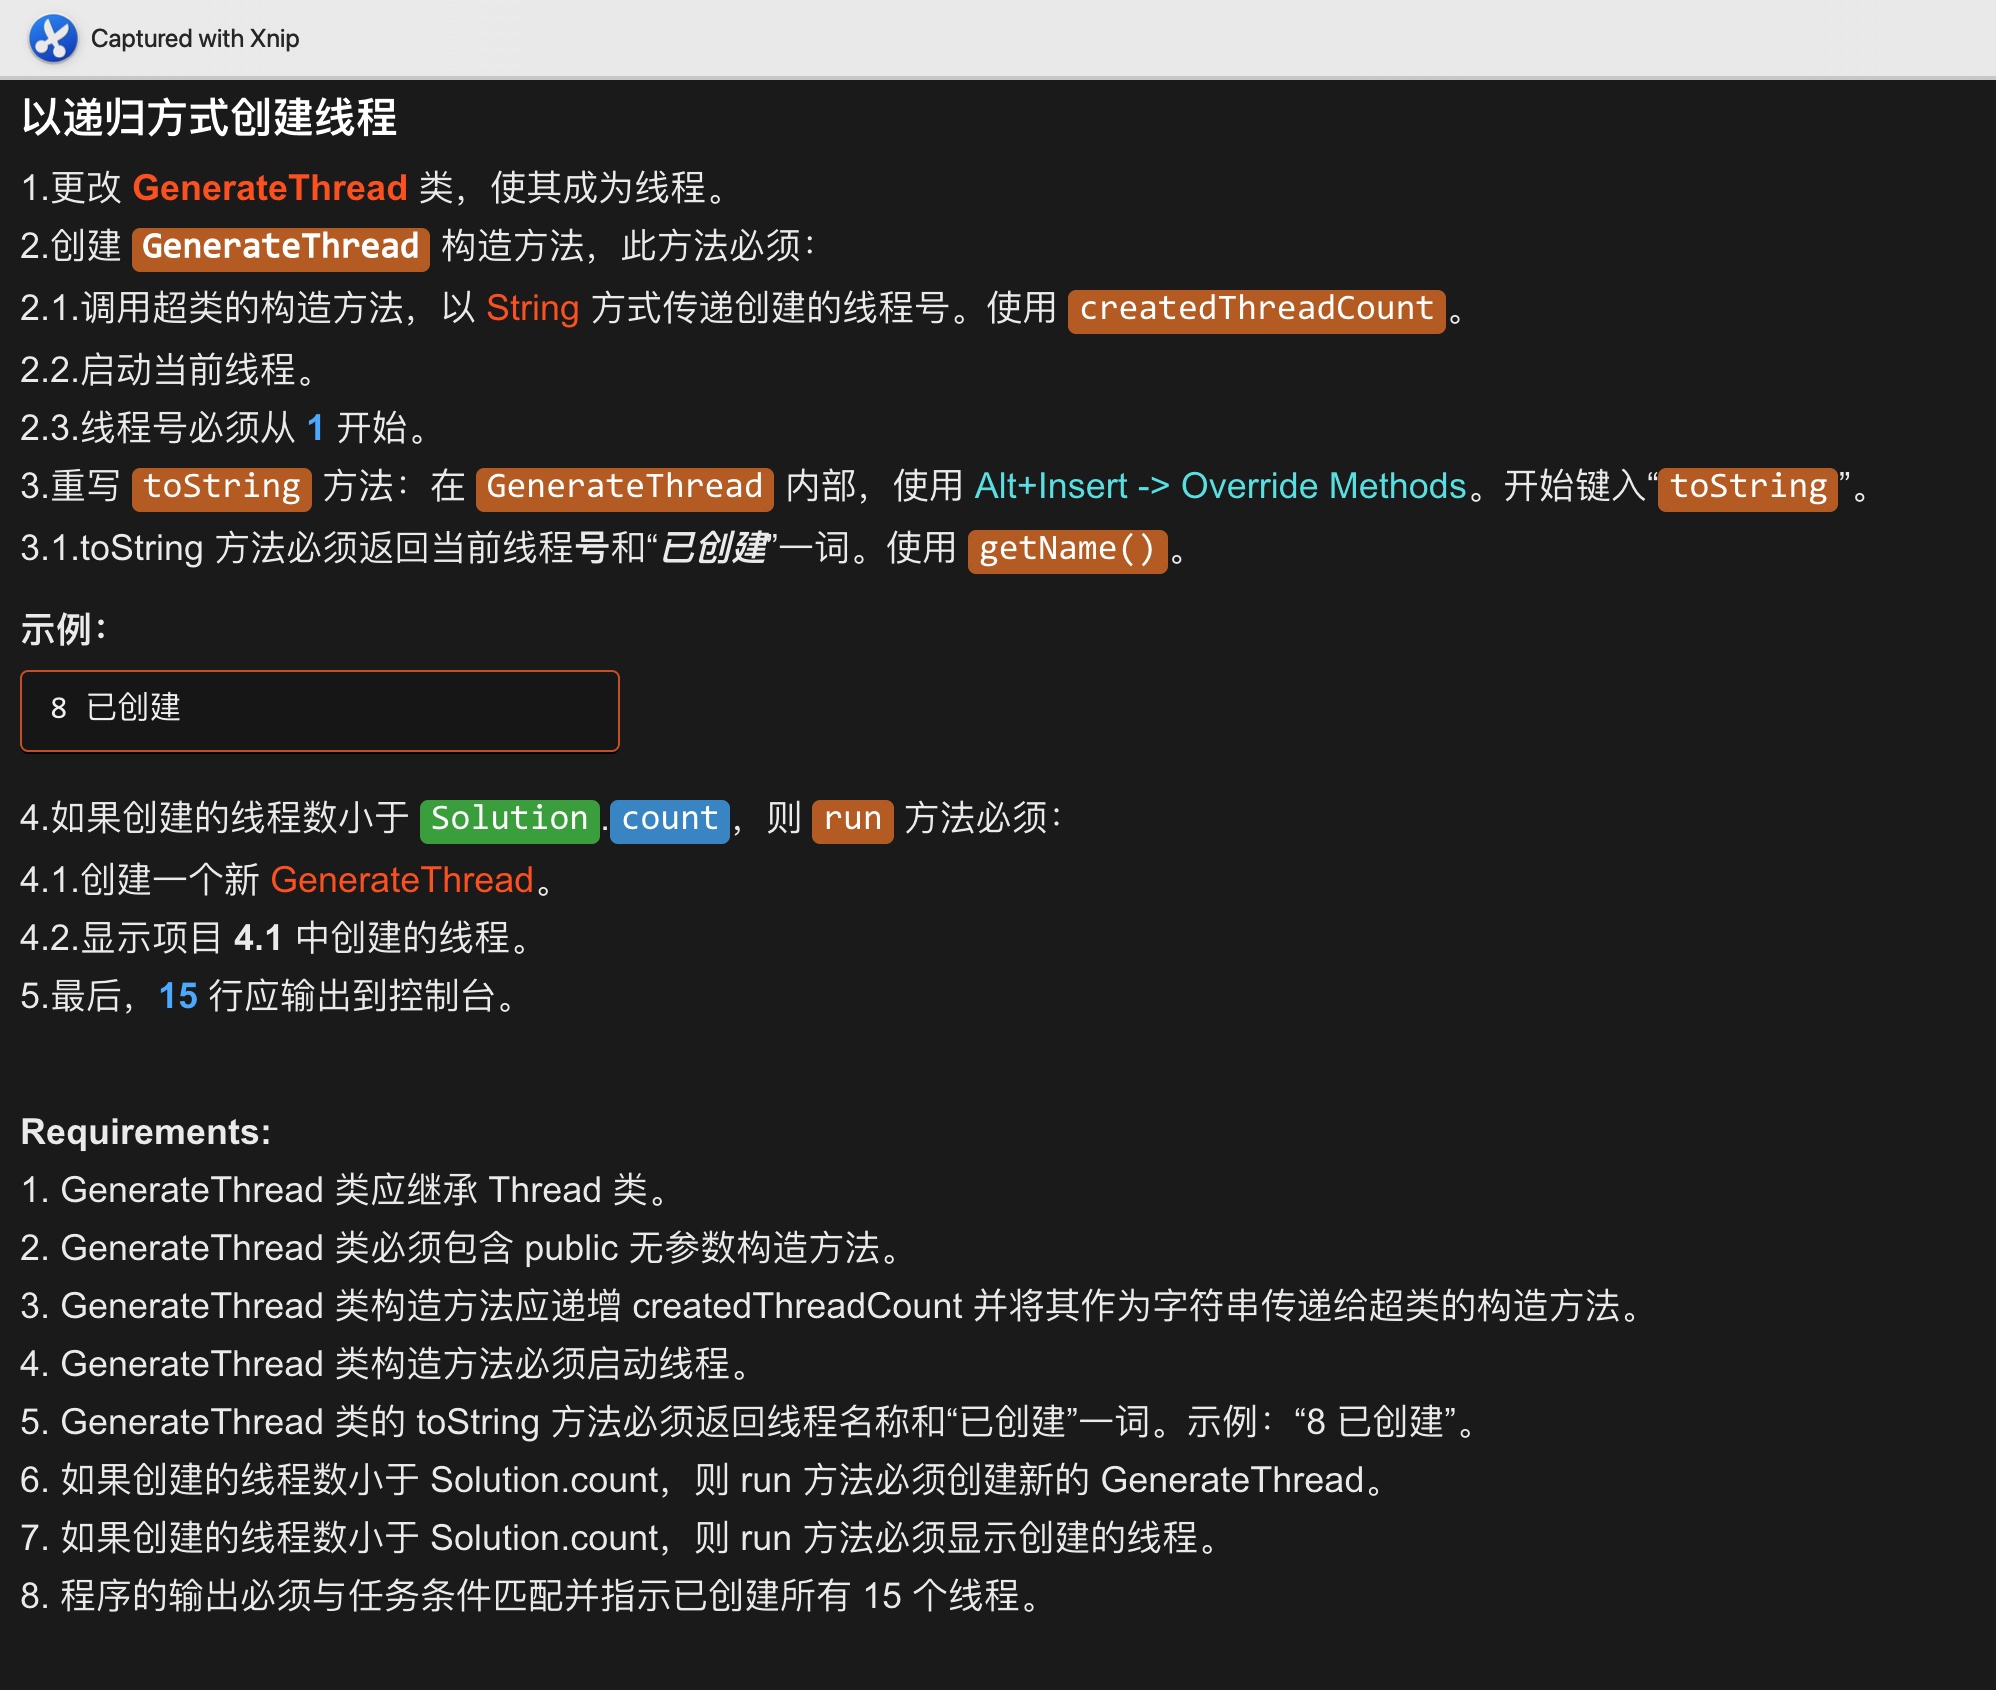 Captured with Xnip
以递归方式创建线程
1.更改 GenerateThread 类，使其成为线程。
2.创建 GenerateThread 构造方法，此方法必须：
2.1.调用超类的构造方法，以 String 方式传递创建的线程号。使用 createdThreadCount。
2.2.启动当前线程。
2.3.线程号必须从 1 开始。
3.重写 toString 方法：在 GenerateThread 内部，使用 Alt+Insert -> Override Methods。开始键入“toString”。
3.1.toString 方法必须返回当前线程号和“已创建”一词。使用 getName()。
示例：
8 已创建
4.如果创建的线程数小于 Solution.count，则 run 方法必须：
4.1.创建一个新 GenerateThread。
4.2.显示项目 4.1 中创建的线程。
5.最后，15 行应输出到控制台。
Requirements:
1. GenerateThread 类应继承 Thread 类。
2. GenerateThread 类必须包含 public 无参数构造方法。
3. GenerateThread 类构造方法应递增 createdThreadCount 并将其作为字符串传递给超类的构造方法。
4. GenerateThread 类构造方法必须启动线程。
5. GenerateThread 类的 toString 方法必须返回线程名称和“已创建”一词。示例：“8 已创建”。
6. 如果创建的线程数小于 Solution.count，则 run 方法必须创建新的 GenerateThread。
7. 如果创建的线程数小于 Solution.count，则 run 方法必须显示创建的线程。
8. 程序的输出必须与任务条件匹配并指示已创建所有 15 个线程。